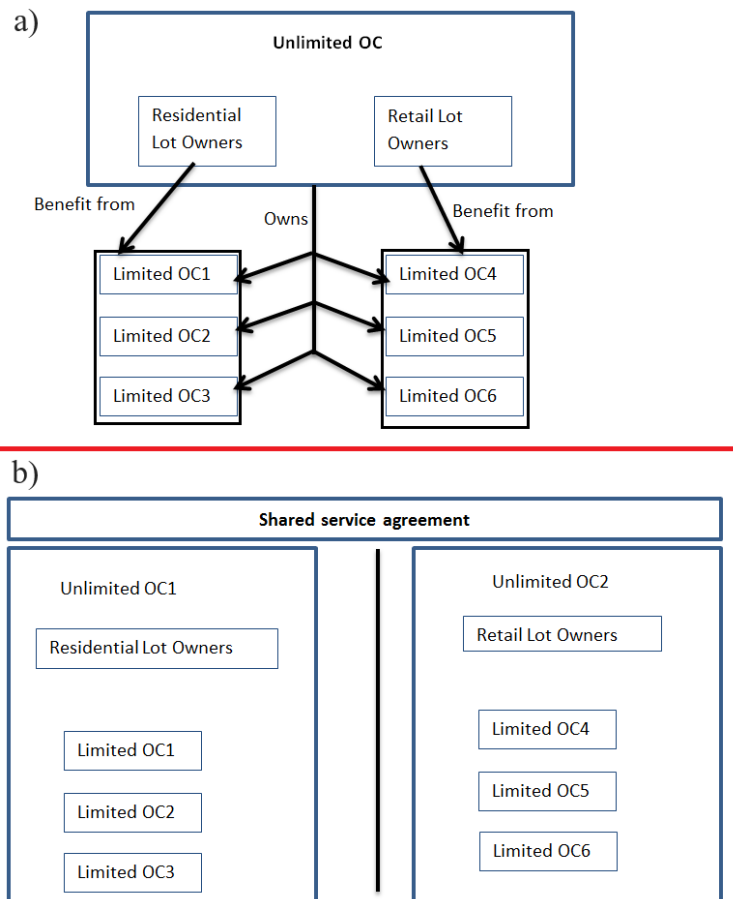 a)
Unlimited OC
Residential
Lot Owners
Retail Lot
Owners
Benefit from
Owns
Benefit from
Limited OC1
Limited OC4
Limited OC2
Limited OC5
Limited OC3
Limited OC6
b)
Shared service agreement
Unlimited OC1
Unlimited OC2
Residential Lot Owners
Retail Lot Owners
Limited OC1
Limited OC4
Limited OC2
Limited OC5
Limited OC3
Limited OC6